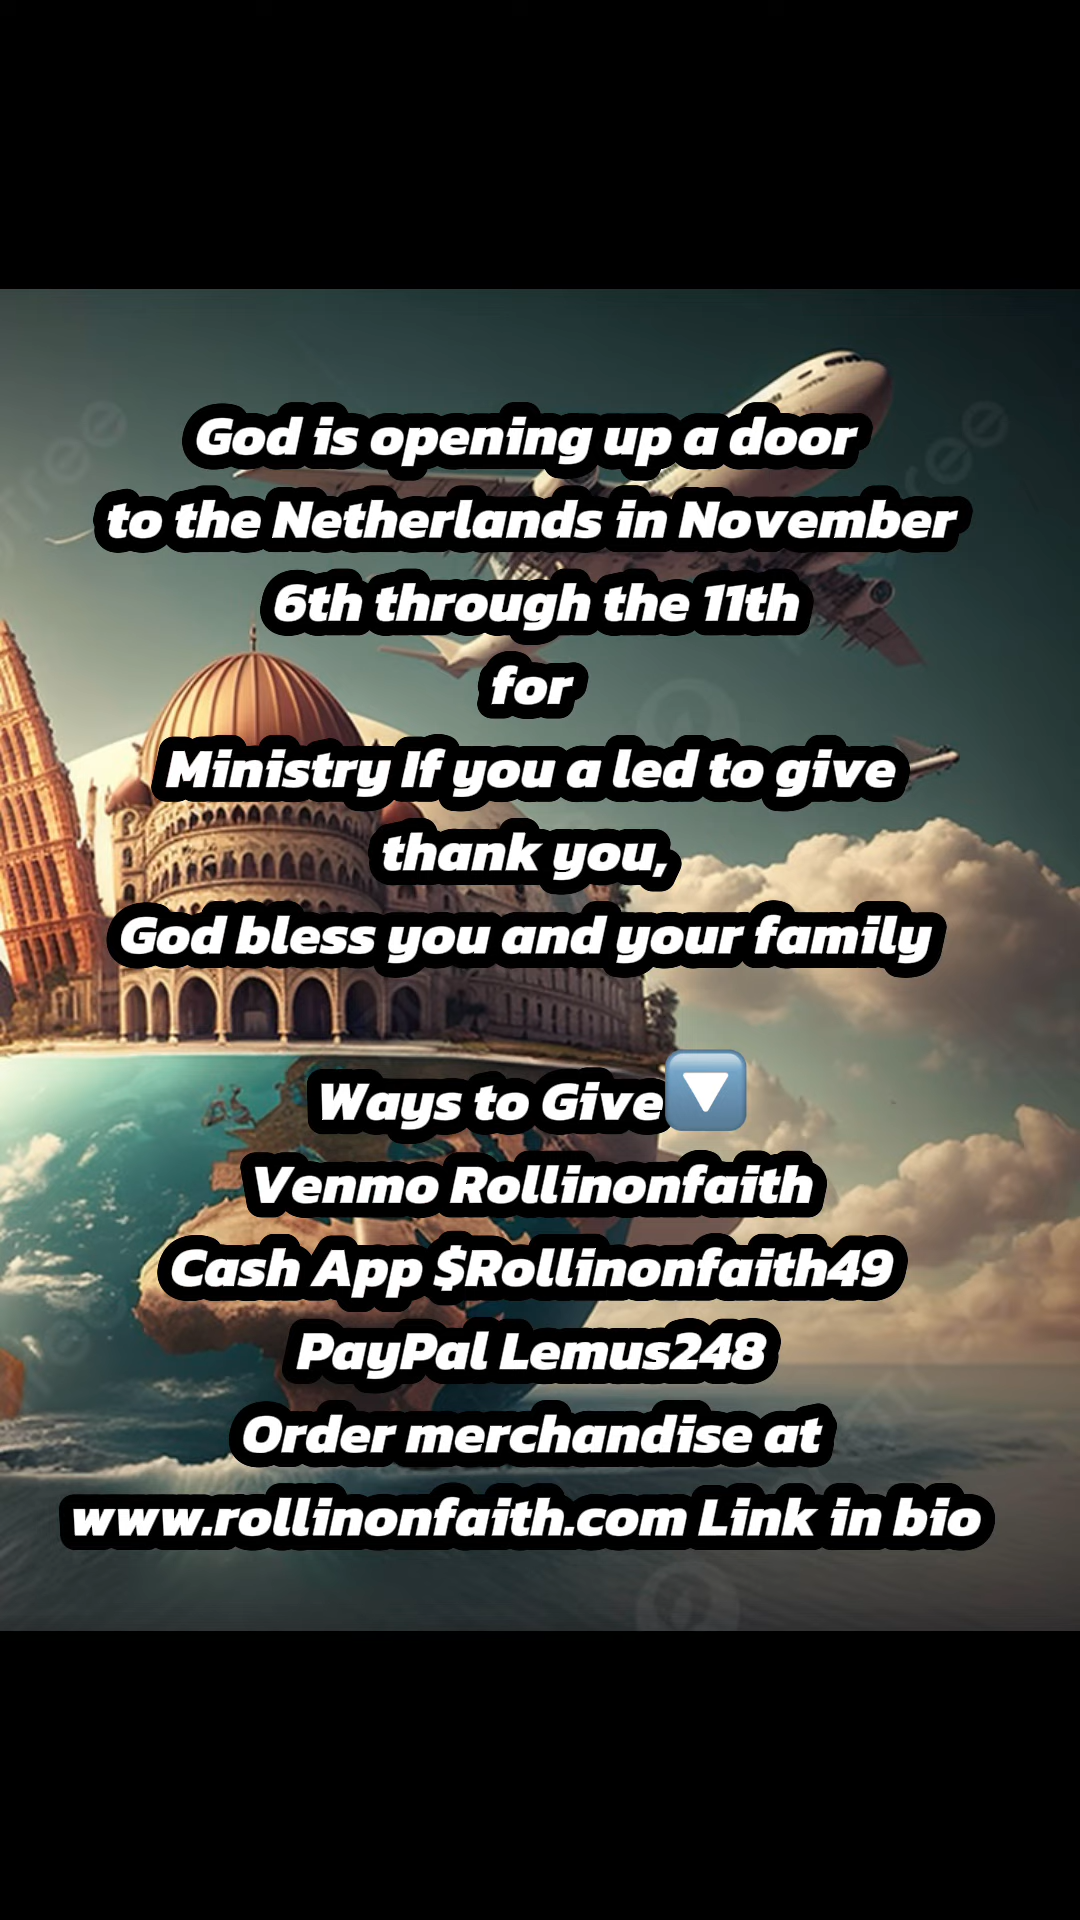 God is opening up a door
to the Netherlands in November
6th through the 11th
for
Ministry If you a led to give
thank you,
God bless you and your family
Ways to Give🔽
Venmo Rollinonfaith
Cash App $Rollinonfaith49
PayPal Lemus248
Order merchandise at
www.rollinonfaith.com Link in bio